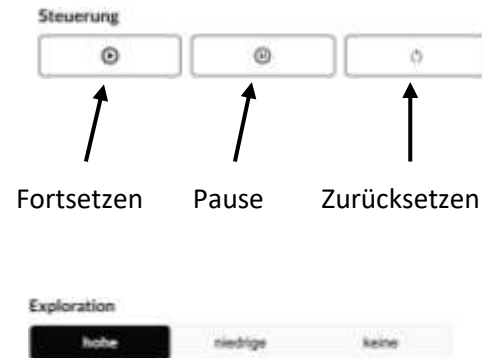 Steuerung
Fortsetzen Pause Zurücksetzen
Exploration
hohe niedrige keine